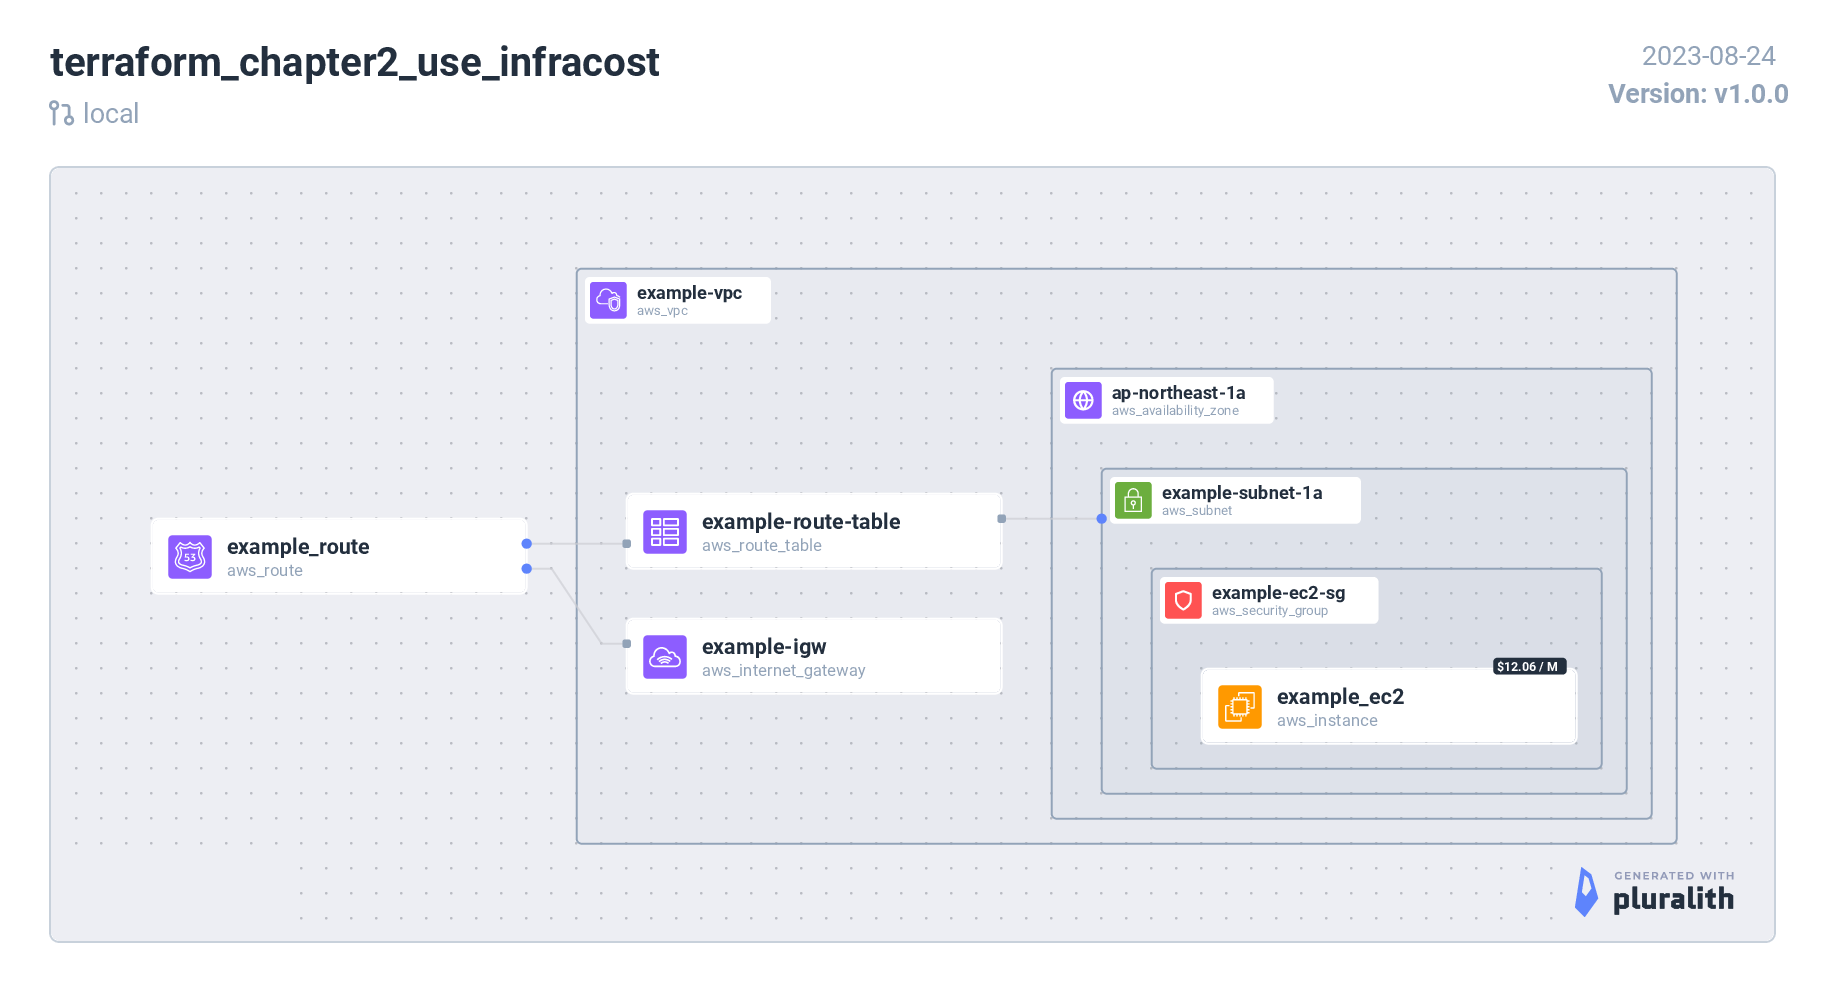 terraform_chapter2_use_infracost
local
2023-08-24
Version: v1.0.0
example-vpc
aws_vpc
ap-northeast-1a
aws_availability_zone
example-subnet-1a
aws_subnet
example-route-table
aws_route_table
53
example_route
aws_route
example-ec2-sg
aws_security_group
example-igw
aws_internet_gateway
$12.06 / M
example_ec2
aws_instance
GENERATED WITH
pluralith